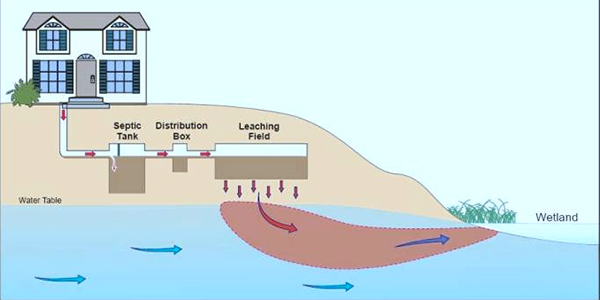 Septic
Tank
Distribution
Box
Leaching
Field
Water Table
Wetland